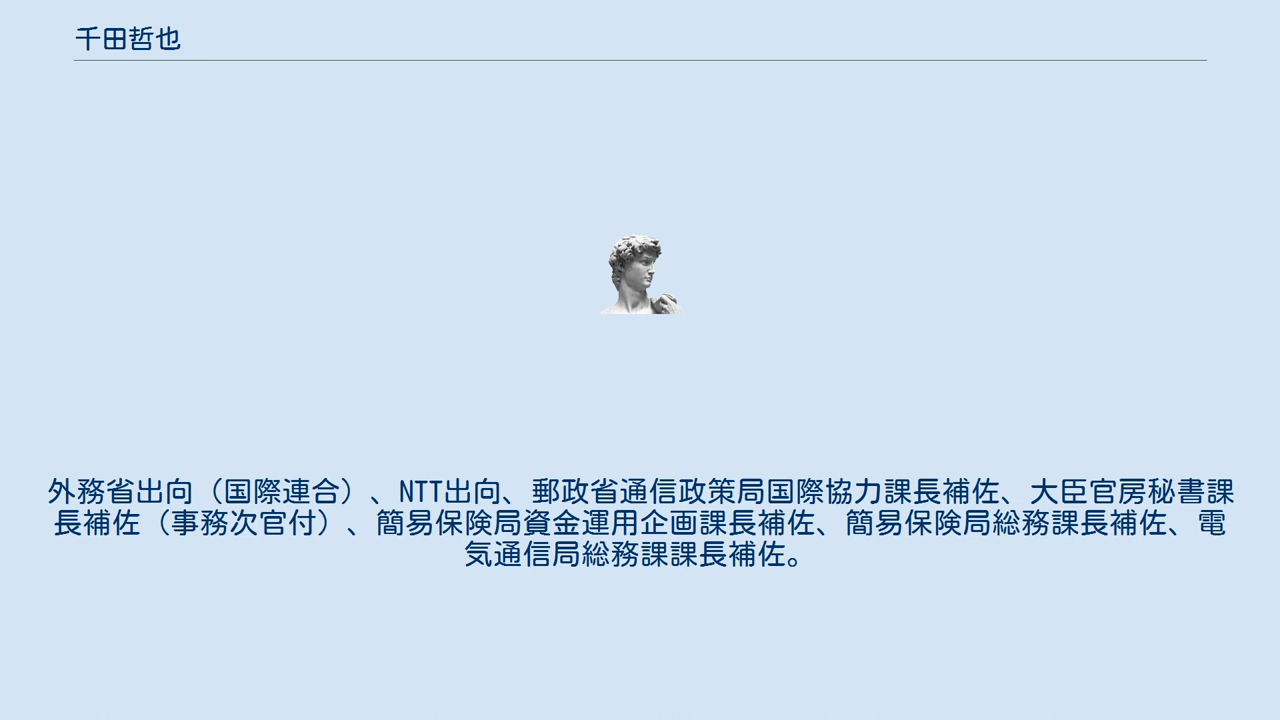 千田哲也
外務省出向（国際連合）、NTT出向、郵政省通信政策局国際協力課長補佐、大臣官房秘書課
長補佐（事務次官付）、簡易保険局資金運用企画課長補佐、簡易保険局総務課長補佐、電
気通信局総務課課長補佐。